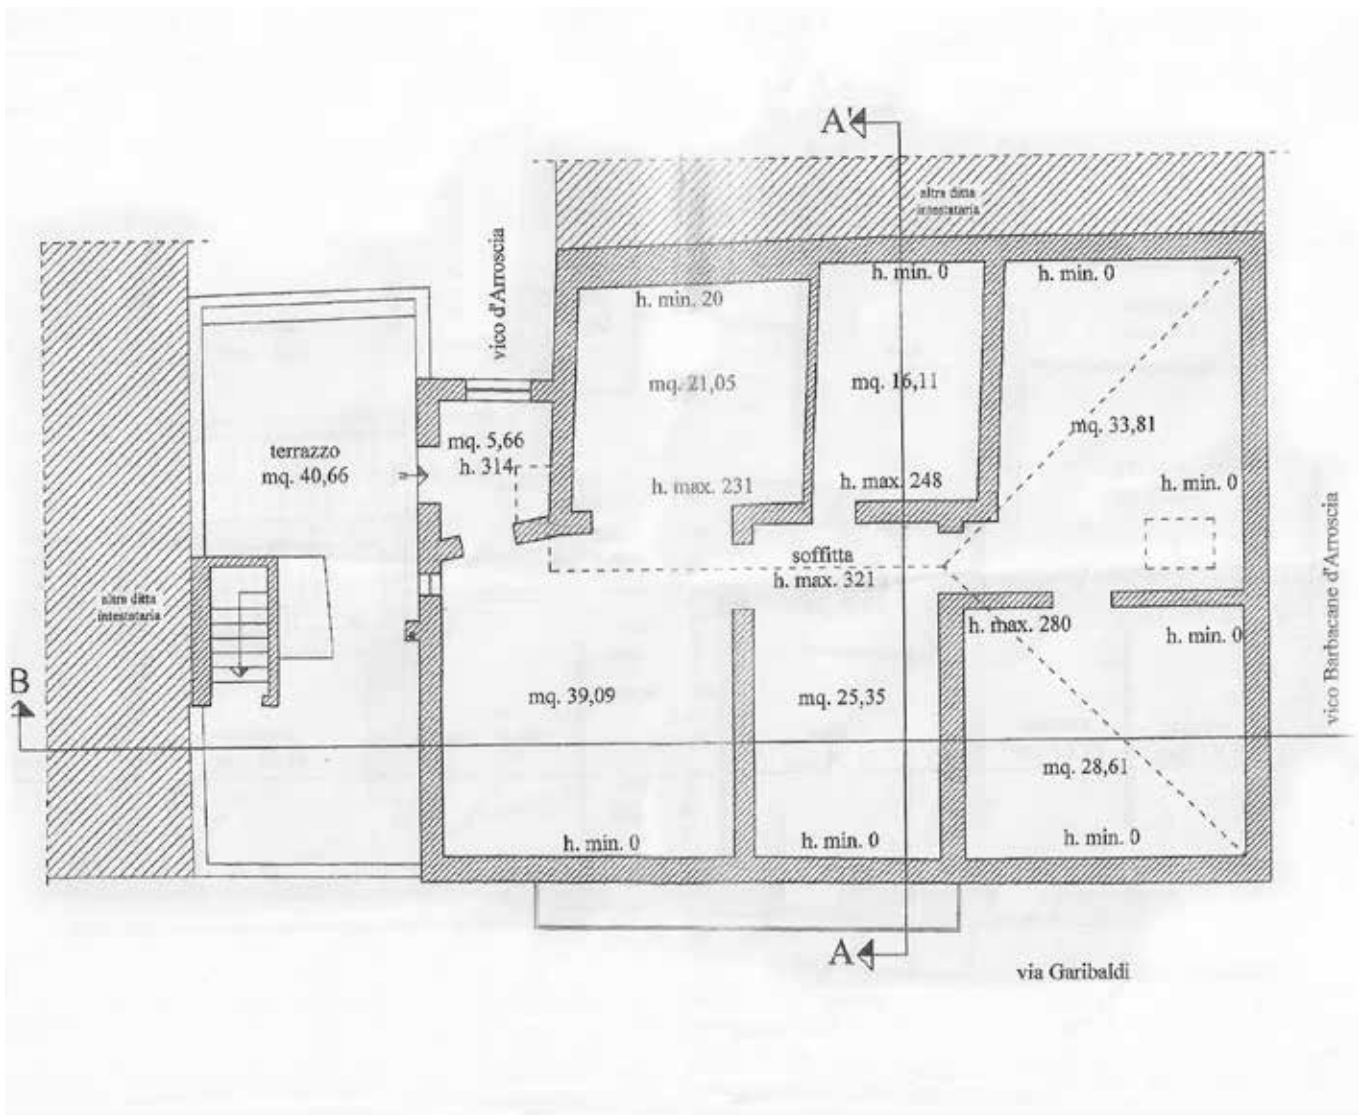 A'
altra ditta
intestataria
vico d'Arroscia
h. min. 0
h. min. 0
h. min. 20
mq. 21,05
mq. 16,11
mq. 33,81
mq. 5,66
h. 314
terrazzo
mq. 40,66
h. max. 231
h. max. 248
h. min. 0
soffitta
h. max. 321
altra ditta
intestataria
h. max. 280
h. min. 0
vico Barbacane d'Arroscia
B
mq. 39,09
mq. 25,35
mq. 28,61
h. min. 0
h. min. 0
h. min. 0
A
via Garibaldi